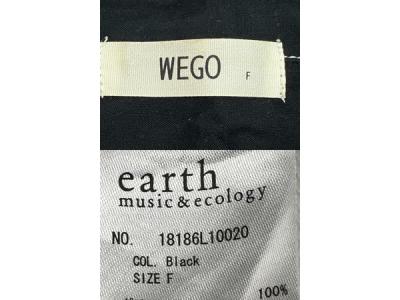 WEGO F
earth
music&ecology
NO. 18186L10020
COL. Black
SIZE F
100%